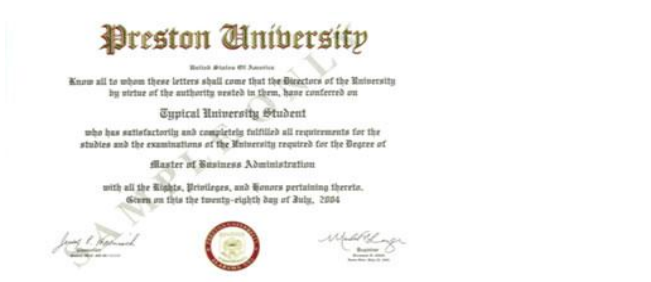 Preston University
United States Of America
Know all to whom these letters shall come that the Directors of the University
by virtue of the authority vested in them, have conferred on
Typical University Student
who has satisfactorily and completely fulfilled all requirements for the
studies and the examinations of the University required for the Degree of
Master of Business Administration
with all the Rights, Privileges, and Honors pertaining thereto.
Given on this the twenty-eighth day of July, 2004
SAMPLE ONLY
Registrar